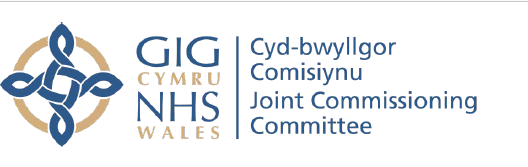 GIG
CYMRU
NHS
WALES
Cyd-bwyllgor
Comisiynu
Joint Commissioning
Committee